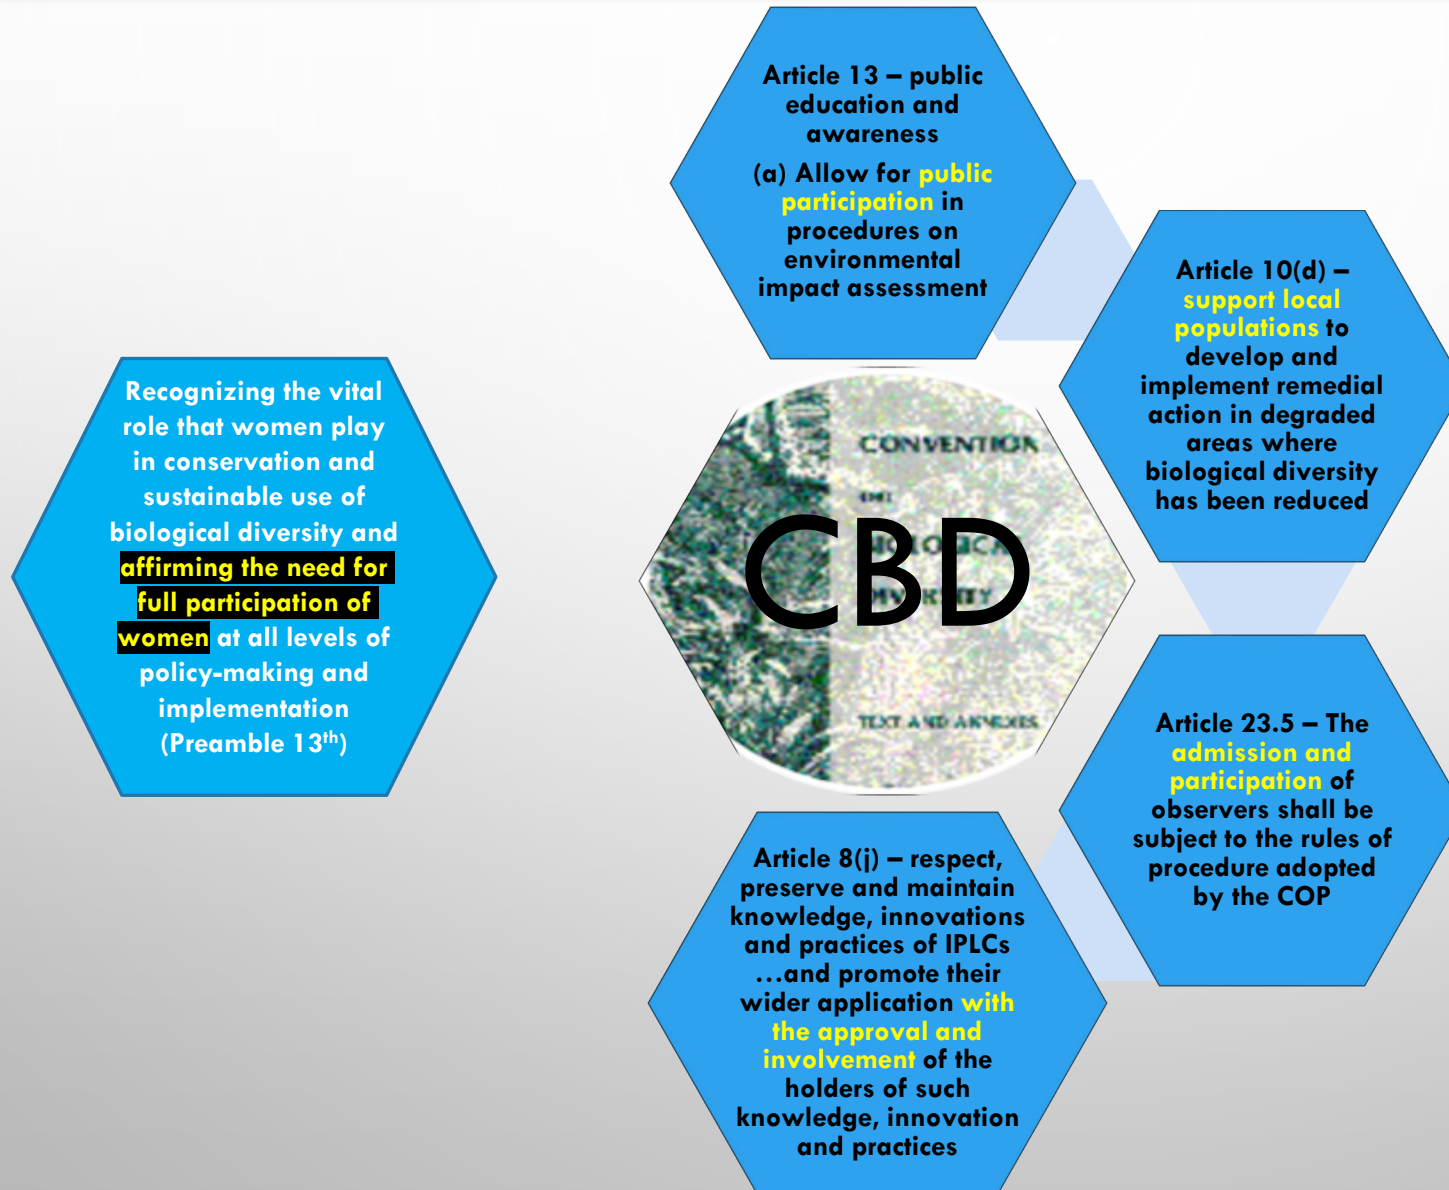 Article 13 – public
education and
awareness
(a) Allow for public
participation in
procedures on
environmental
impact assessment
Article 10(d) –
support local
populations to
develop and
implement remedial
action in degraded
areas where
biological diversity
has been reduced
Recognizing the vital
role that women play
in conservation and
sustainable use of
biological diversity and
affirming the need for
full participation of
women at all levels of
policy-making and
implementation
(Preamble 13th)
CONVENTION
CBD
TEXT AND ANNEXES
Article 23.5 – The
admission and
participation of
observers shall be
subject to the rules of
procedure adopted
by the COP
Article 8(j) – respect,
preserve and maintain
knowledge, innovations
and practices of IPLCs
...and promote their
wider application with
the approval and
involvement of the
holders of such
knowledge, innovation
and practices